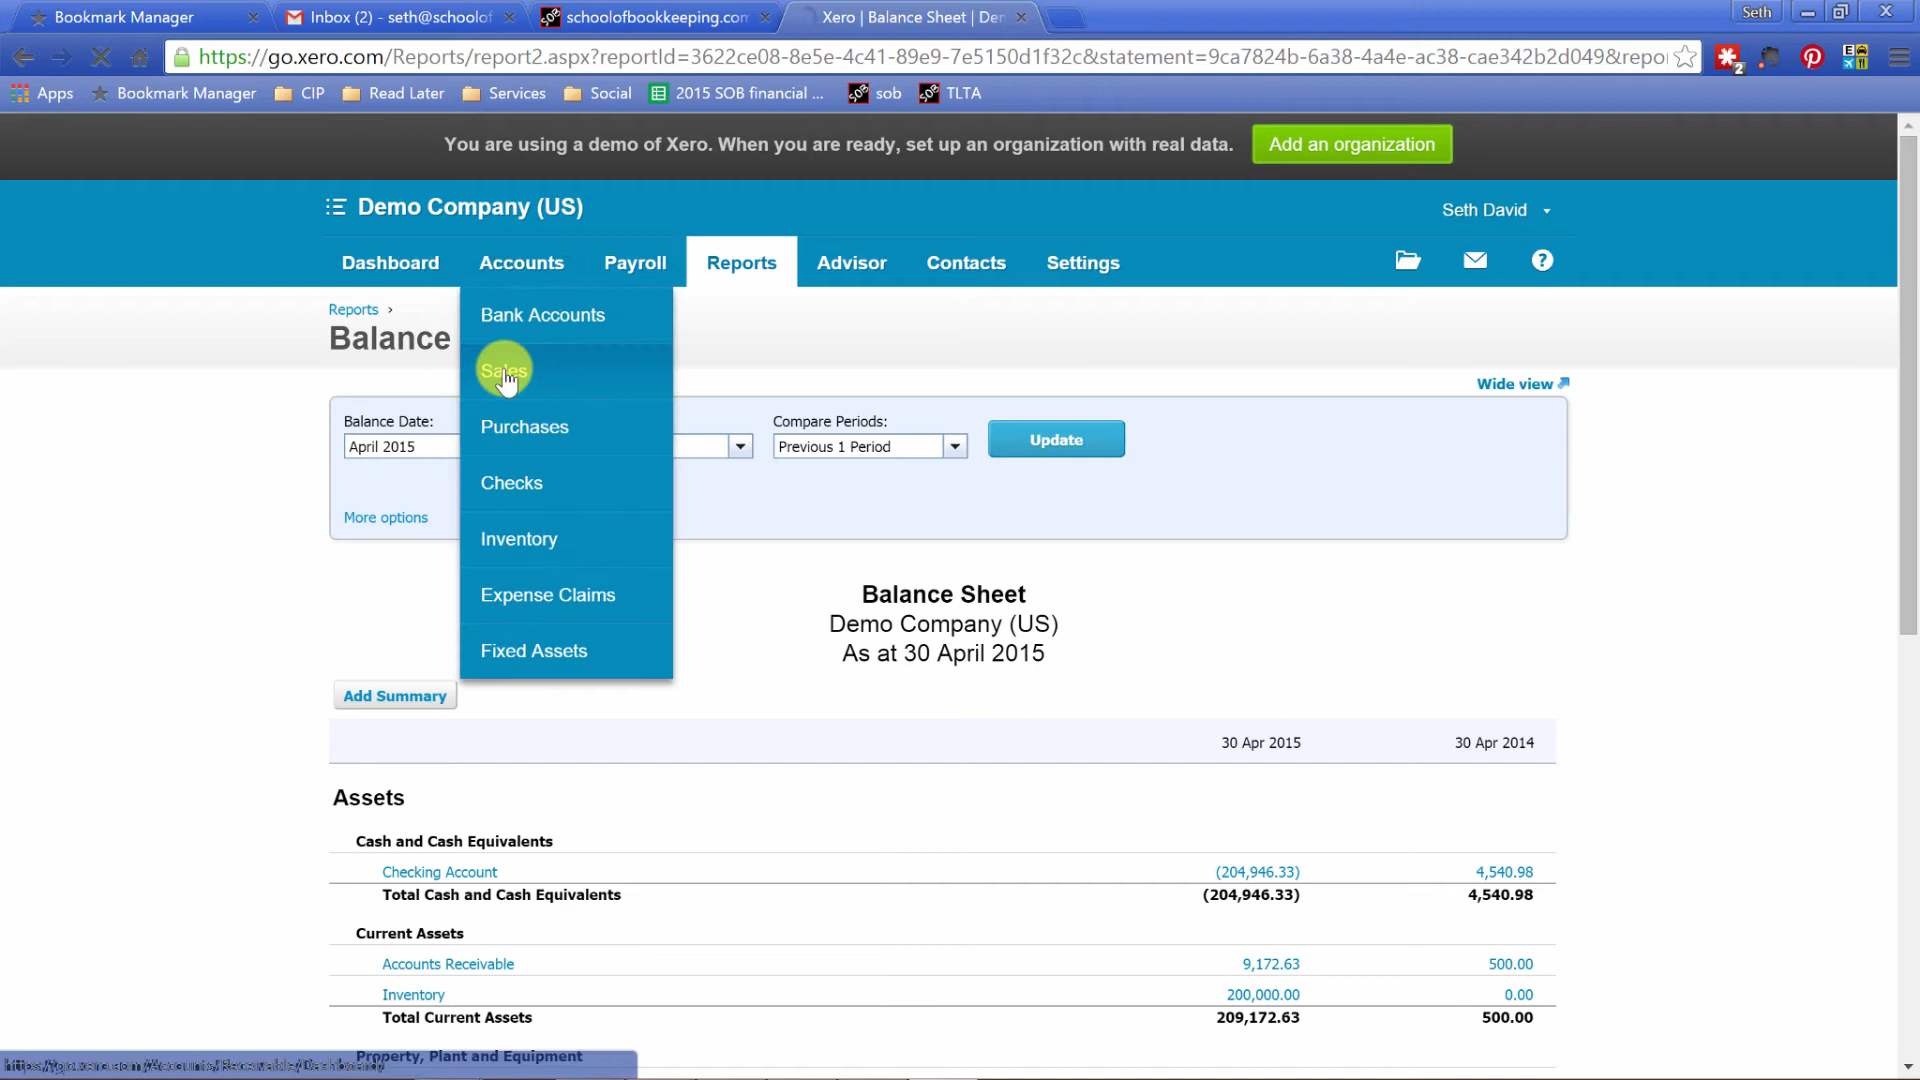 Bookmark Manager
Inbox (2) - seth@schoolof
schoolofbookkeeping.com
Xero | Balance Sheet | Der
Seth
https://go.xero.com/Reports/report2.aspx?reportId=3622ce08-8e5e-4c41-89e9-7e5150d1f32c&statement=9ca7824b-6a38-4a4e-ac38-cae342b2d049&repo
2
Apps
Bookmark Manager
CIP
Read Later
Services
Social
2015 SOB financial ...
sob
TLTA
You are using a demo of Xero. When you are ready, set up an organization with real data.
Add an organization
Demo Company (US)
Seth David
Dashboard
Accounts
Payroll
Reports
Advisor
Contacts
Settings
?
Reports ›
Balance
Bank Accounts
Sales
Purchases
Checks
Inventory
Expense Claims
Fixed Assets
Wide view
Balance Date:
April 2015
Compare Periods:
Previous 1 Period
Update
More options
Balance Sheet
Demo Company (US)
As at 30 April 2015
Add Summary
30 Apr 2015 30 Apr 2014
Assets
Cash and Cash Equivalents
Checking Account (204,946.33) 4,540.98
Total Cash and Cash Equivalents (204,946.33) 4,540.98
Current Assets
Accounts Receivable 9,172.63 500.00
Inventory 200,000.00 0.00
Total Current Assets 209,172.63 500.00
Property, Plant and Equipment
https://go.xero.com/Accounts/Receivable/Dashboard/